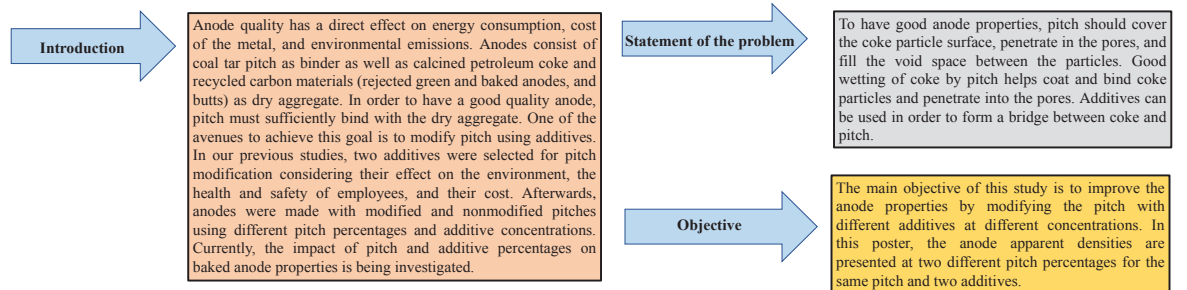 Introduction
Anode quality has a direct effect on energy consumption, cost
of the metal, and environmental emissions. Anodes consist of
coal tar pitch as binder as well as calcined petroleum coke and
recycled carbon materials (rejected green and baked anodes, and
butts) as dry aggregate. In order to have a good quality anode,
pitch must sufficiently bind with the dry aggregate. One of the
avenues to achieve this goal is to modify pitch using additives.
In our previous studies, two additives were selected for pitch
modification considering their effect on the environment, the
health and safety of employees, and their cost. Afterwards,
anodes were made with modified and nonmodified pitches
using different pitch percentages and additive concentrations.
Currently, the impact of pitch and additive percentages on
baked anode properties is being investigated.
Statement of the problem
To have good anode properties, pitch should cover
the coke particle surface, penetrate in the pores, and
fill the void space between the particles. Good
wetting of coke by pitch helps coat and bind coke
particles and penetrate into the pores. Additives can
be used in order to form a bridge between coke and
pitch.
Objective
The main objective of this study is to improve the
anode properties by modifying the pitch with
different additives at different concentrations. In
this poster, the anode apparent densities are
presented at two different pitch percentages for the
same pitch and two additives.